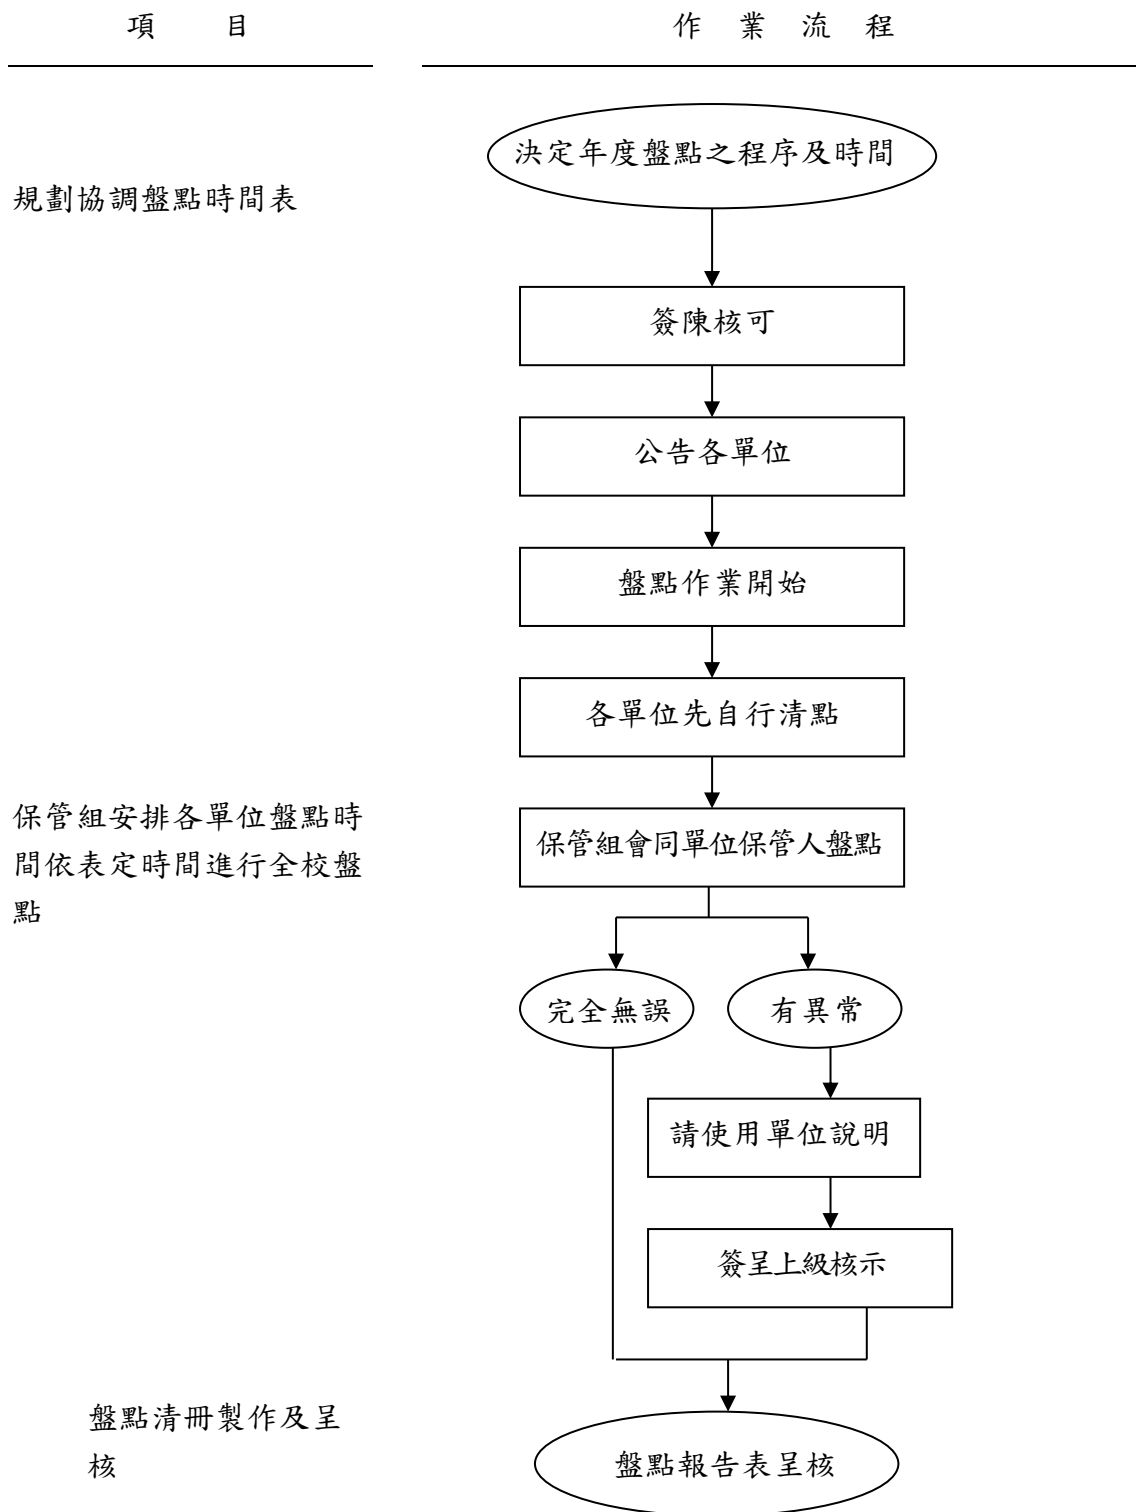 項 目
作 業 流 程
決定年度盤點之程序及時間
規劃協調盤點時間表
簽陳核可
公告各單位
盤點作業開始
各單位先自行清點
保管組安排各單位盤點時
間依表定時間進行全校盤
點
保管組會同單位保管人盤點
完全無誤
有異常
請使用單位說明
簽呈上級核示
盤點清冊製作及呈
核
盤點報告表呈核